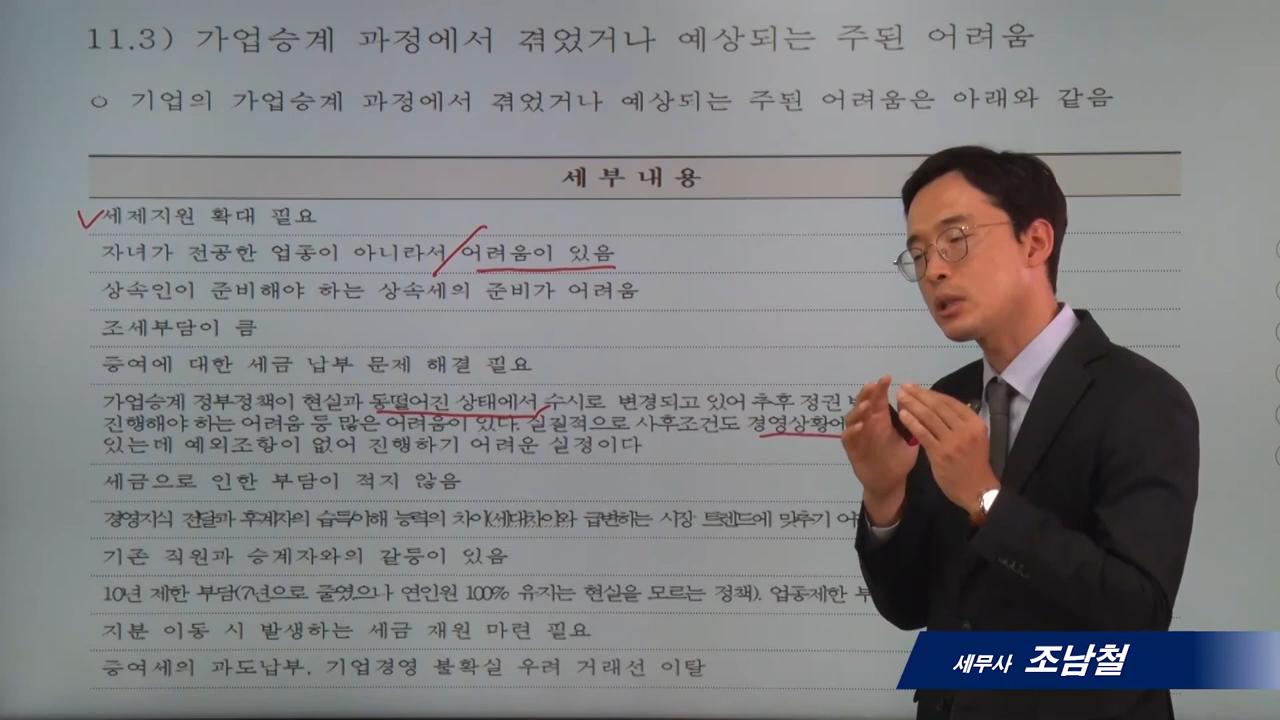 11.3) 가업승계 과정에서 겪었거나 예상되는 주된 어려움
○ 기업의 가업승계 과정에서 겪었거나 예상되는 주된 어려움은 아래와 같음
세부내용
세제지원 확대 필요
자녀가 전공한 업종이 아니라서 어려움이 있음
상속인이 준비해야 하는 상속세의 준비가 어려움
조세부담이 큼
증여에 대한 세금 납부 문제 해결 필요
가업승계 정부정책이 현실과 동떨어진 상태에서 수시로 변경되고 있어 추후 정권
진행해야 하는 어려움 등 많은 어려움이 있다. 실질적으로 사후조건도 경영상황에
있는데 예외조항이 없어 진행하기 어려운 실정이다
세금으로 인한 부담이 적지 않음
경영지식 전달과 후계자의 습득이해 능력의 차이(세대차이)와 급변하는 시장 트렌드에 맞추기
기존 직원과 승계자와의 갈등이 있음
10년 제한 부담(7년으로 줄였으나 연인원 100% 유지는 현실을 모르는 정책). 업종제한
지분 이동 시 발생하는 세금 재원 마련 필요
증여세의 과도납부, 기업경영 불확실 우려 거래선 이탈
세무사 조남철